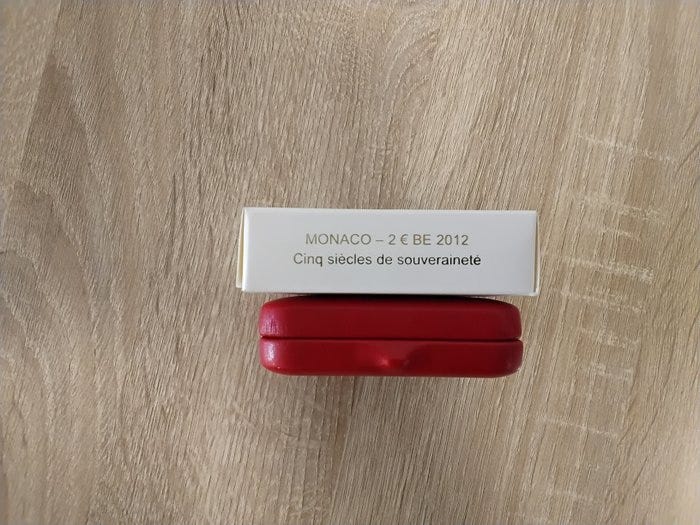 MONACO – 2 € BE 2012
Cinq siècles de souveraineté